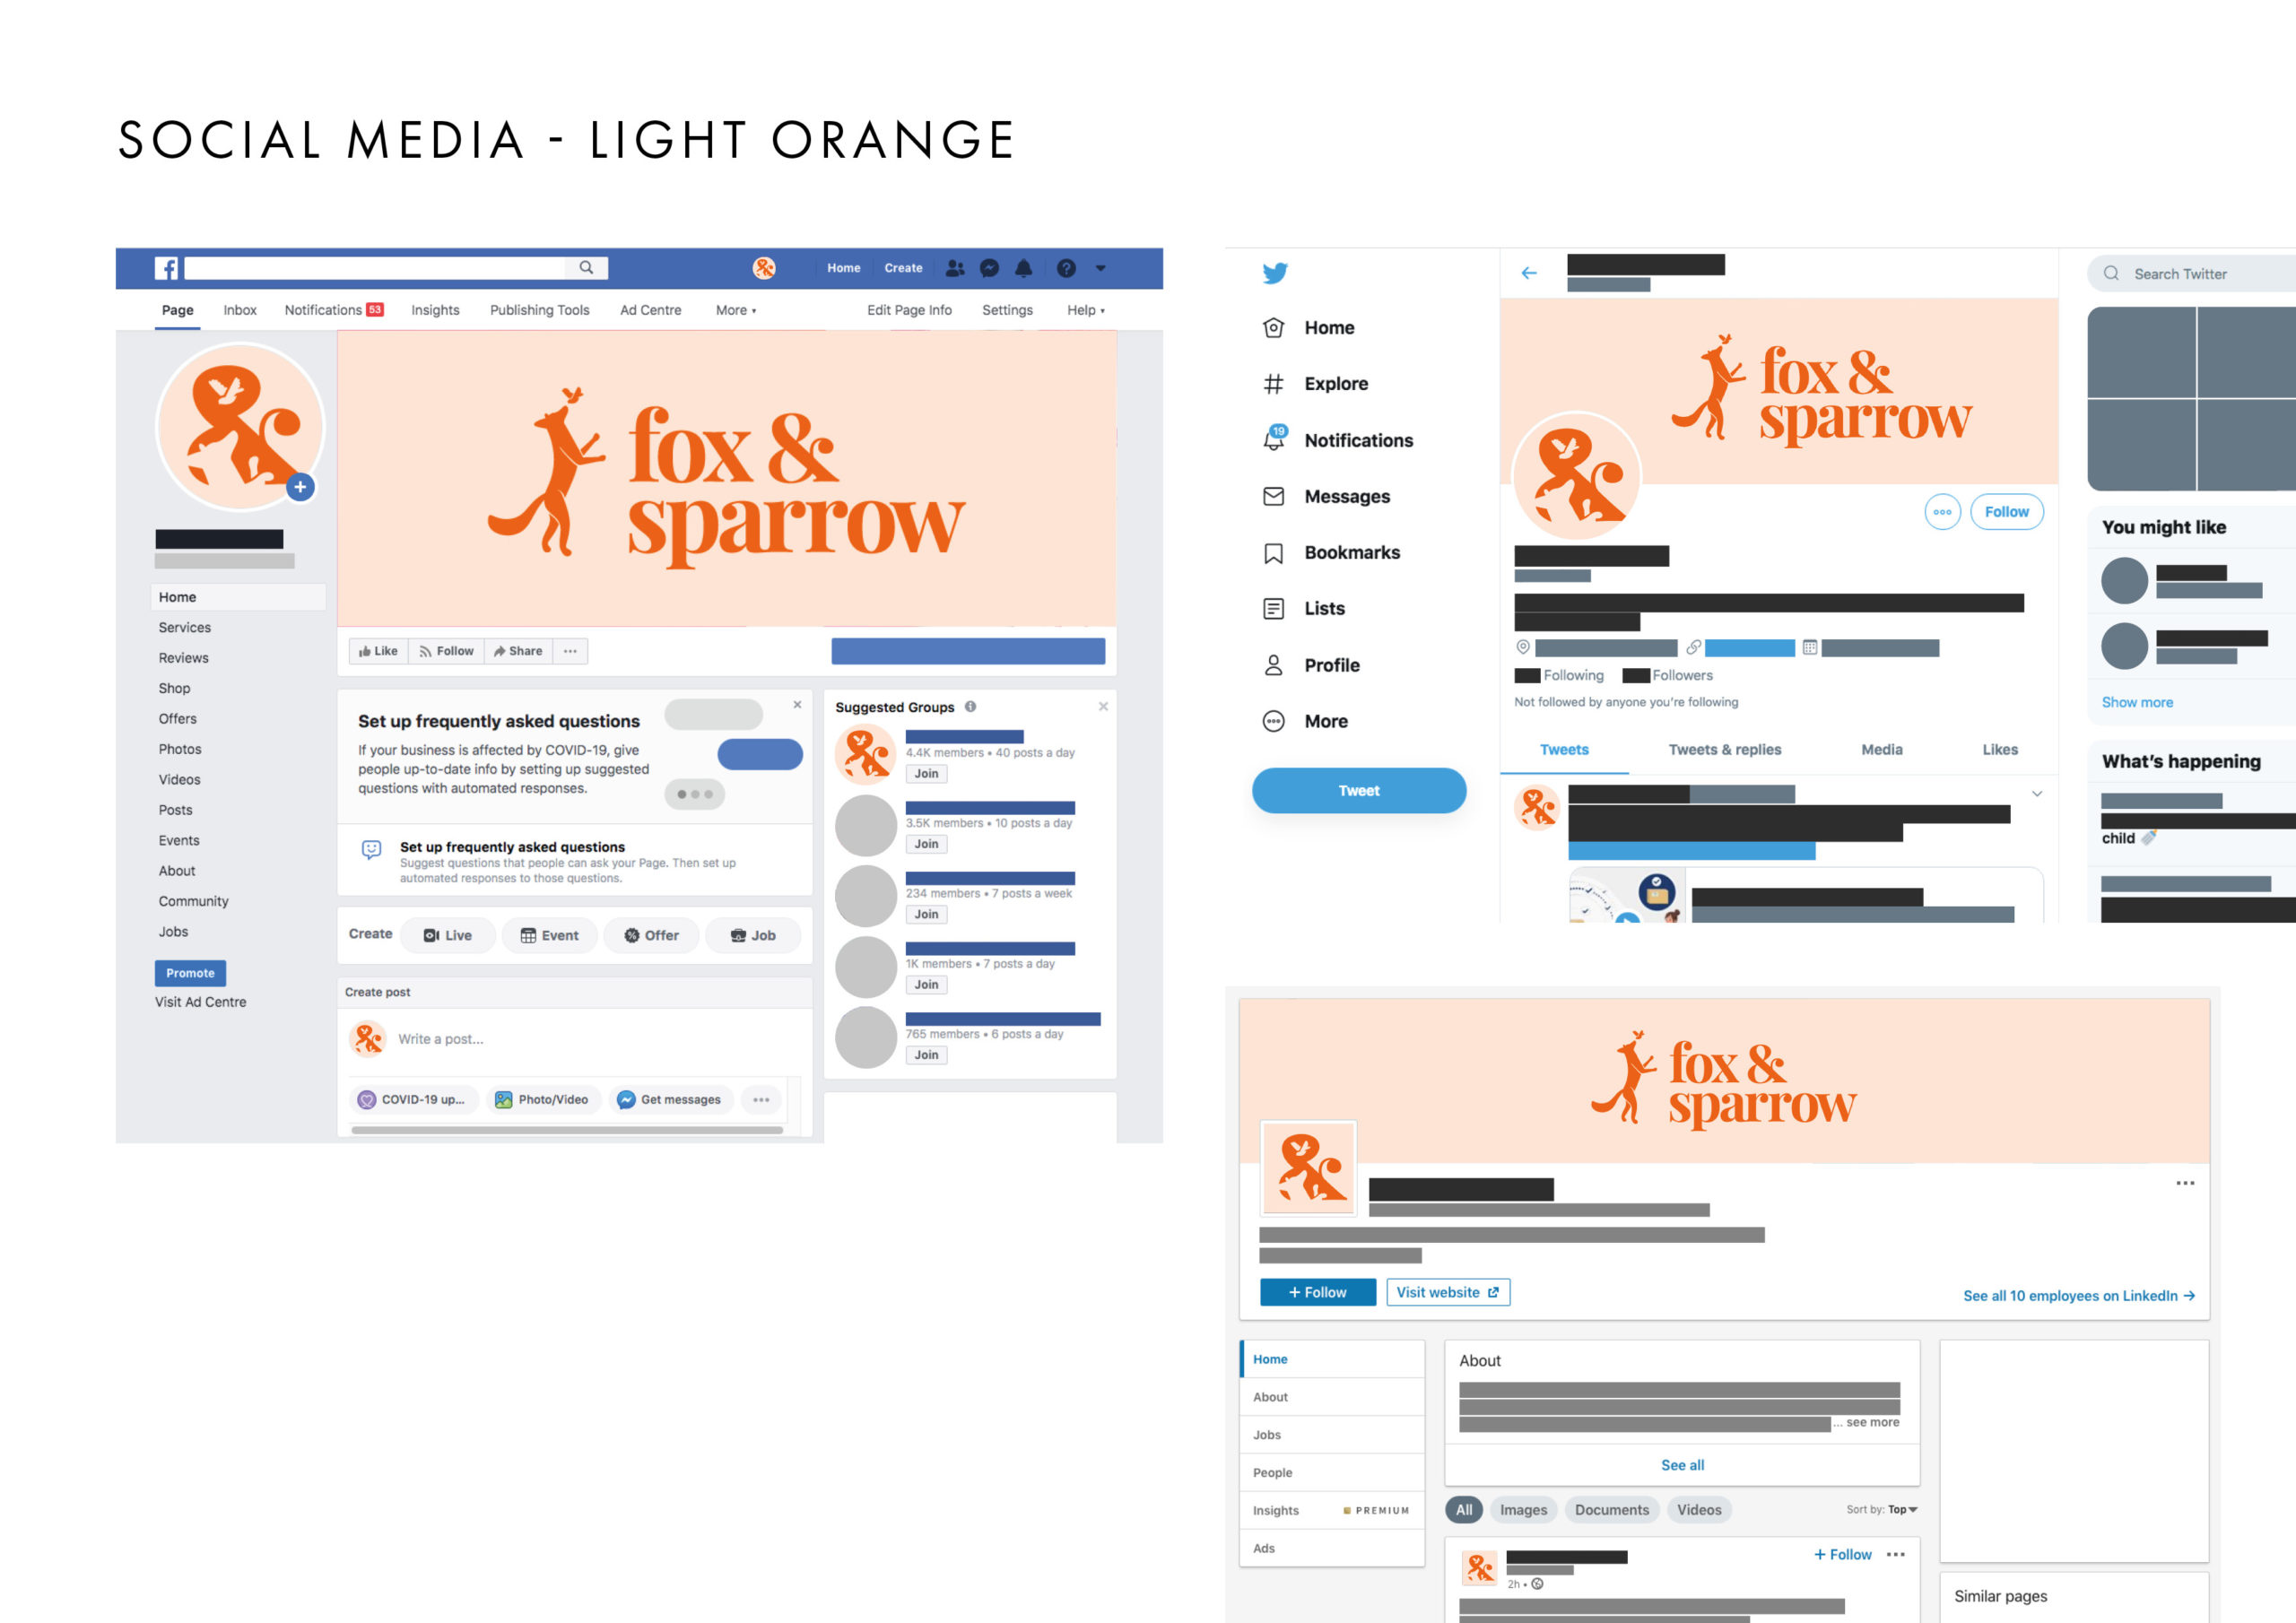 SOCIAL MEDIA - LIGHT ORANGE
Home Create
Page Inbox Notifications 53 Insights Publishing Tools Ad Centre More Edit Page Info Settings Help
fox &
sparrow
Home
Services
Reviews
Shop
Offers
Photos
Videos
Posts
Events
About
Community
Jobs
Promote
Visit Ad Centre
Like Follow Share ...
Set up frequently asked questions
If your business is affected by COVID-19, give
people up-to-date info by setting up suggested
questions with automated responses.
Set up frequently asked questions
Suggest questions that people can ask your Page. Then set up
automated responses to those questions.
Create Live Event Offer Job
Create post
Write a post...
COVID-19 up... Photo/Video Get messages ...
Suggested Groups
4.4K members • 40 posts a day
Join
3.5K members • 10 posts a day
Join
234 members • 7 posts a week
Join
1K members • 7 posts a day
Join
765 members • 6 posts a day
Join
Home
Explore
19
Notifications
Messages
Bookmarks
Lists
Profile
More
Tweet
fox &
sparrow
Follow
Following Followers
Not followed by anyone you're following
Tweets Tweets & replies Media Likes
Search Twitter
You might like
Show more
What's happening
child
fox &
sparrow
+ Follow Visit website
See all 10 employees on LinkedIn →
Home
About
Jobs
People
Insights PREMIUM
Ads
About
... see more
See all
All Images Documents Videos Sort by: Top
+ Follow ...
2h •
Similar pages